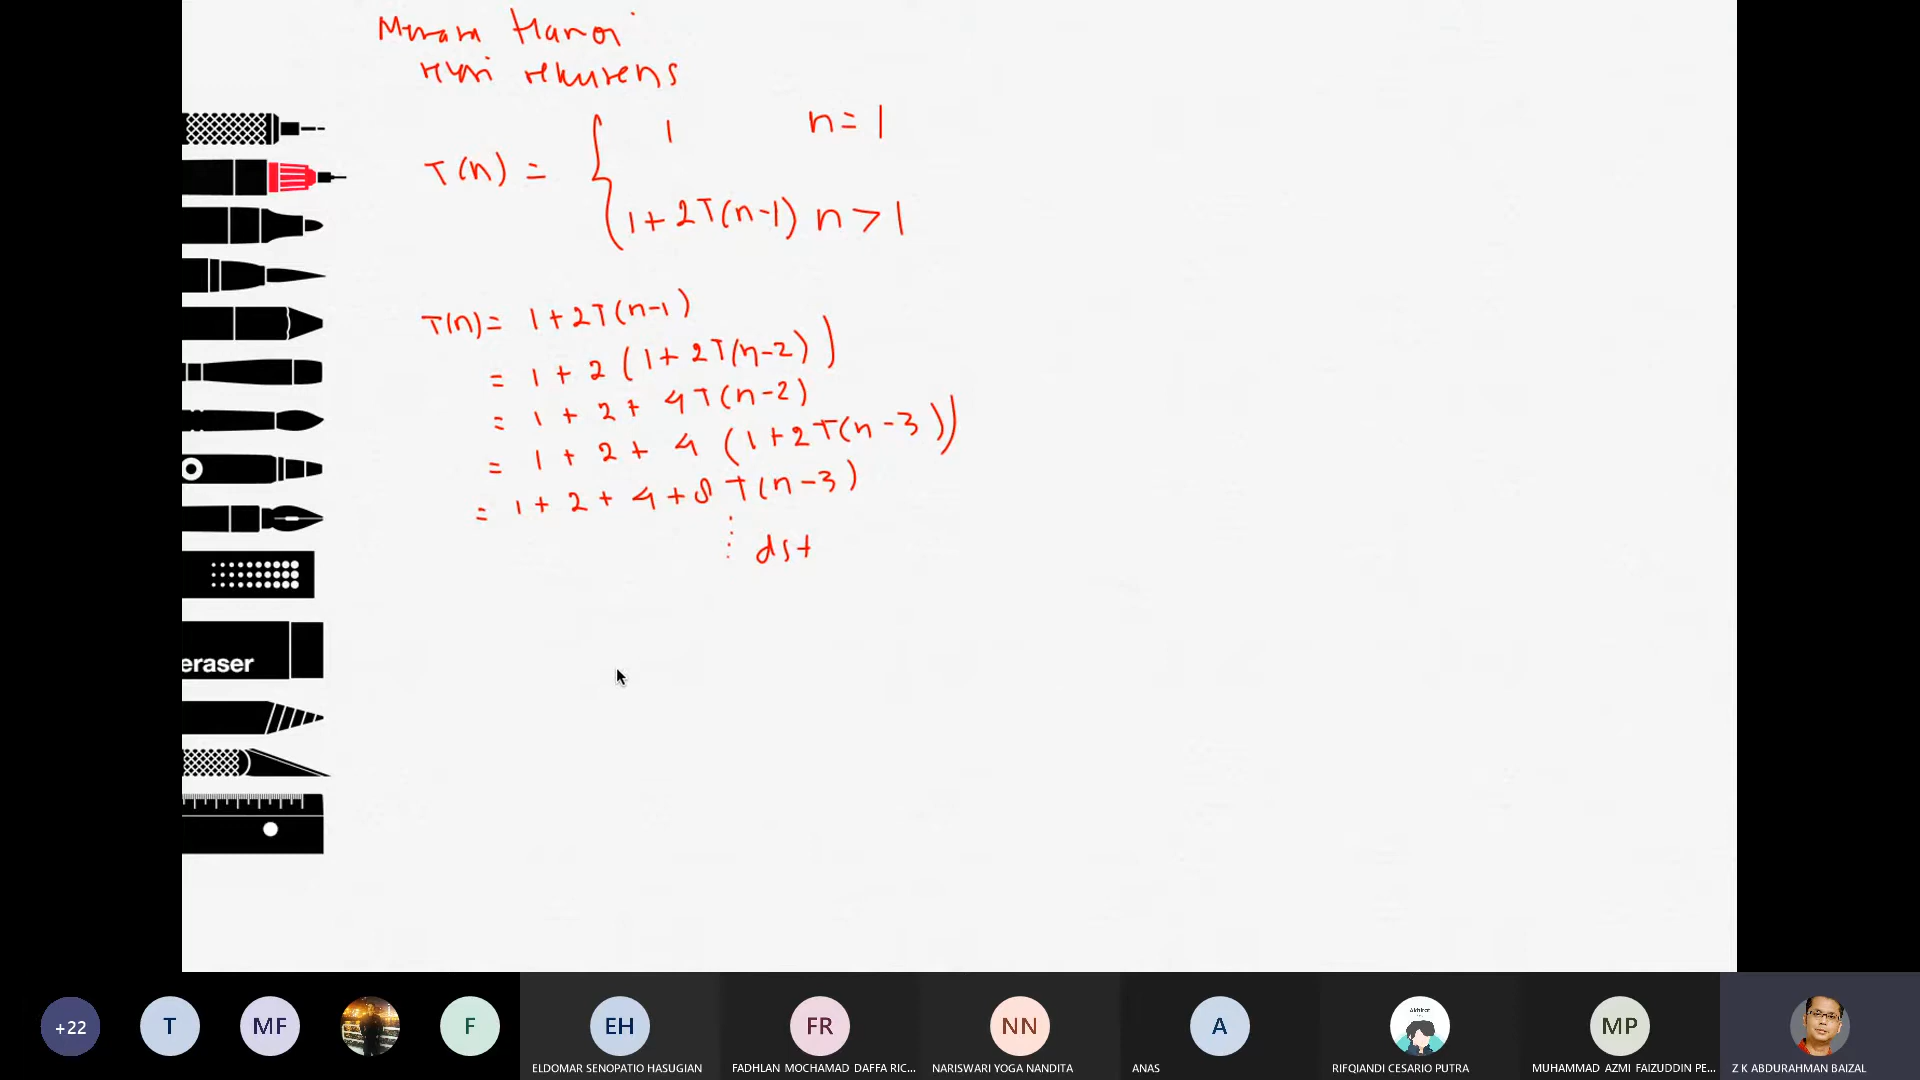 Menara Hanoi
relasi rekurens
T(n) = { 1 n = 1
1 + 2T(n-1) n > 1
T(n) = 1 + 2T(n-1)
= 1 + 2 (1 + 2T(n-2))
= 1 + 2 + 4T(n-2)
= 1 + 2 + 4 (1 + 2T(n-3))
= 1 + 2 + 4 + 8 T(n-3)
⋮ dst
eraser
+22
T
MF
F
EH
ELDOMAR SENOPATIO HASUGIAN
FR
FADHLAN MOCHAMAD DAFFA RIC...
NN
NARISWARI YOGA NANDITA
A
ANAS
RIFQIANDI CESARIO PUTRA
MP
MUHAMMAD AZMI FAIZUDDIN PE...
Z K ABDURAHMAN BAIZAL